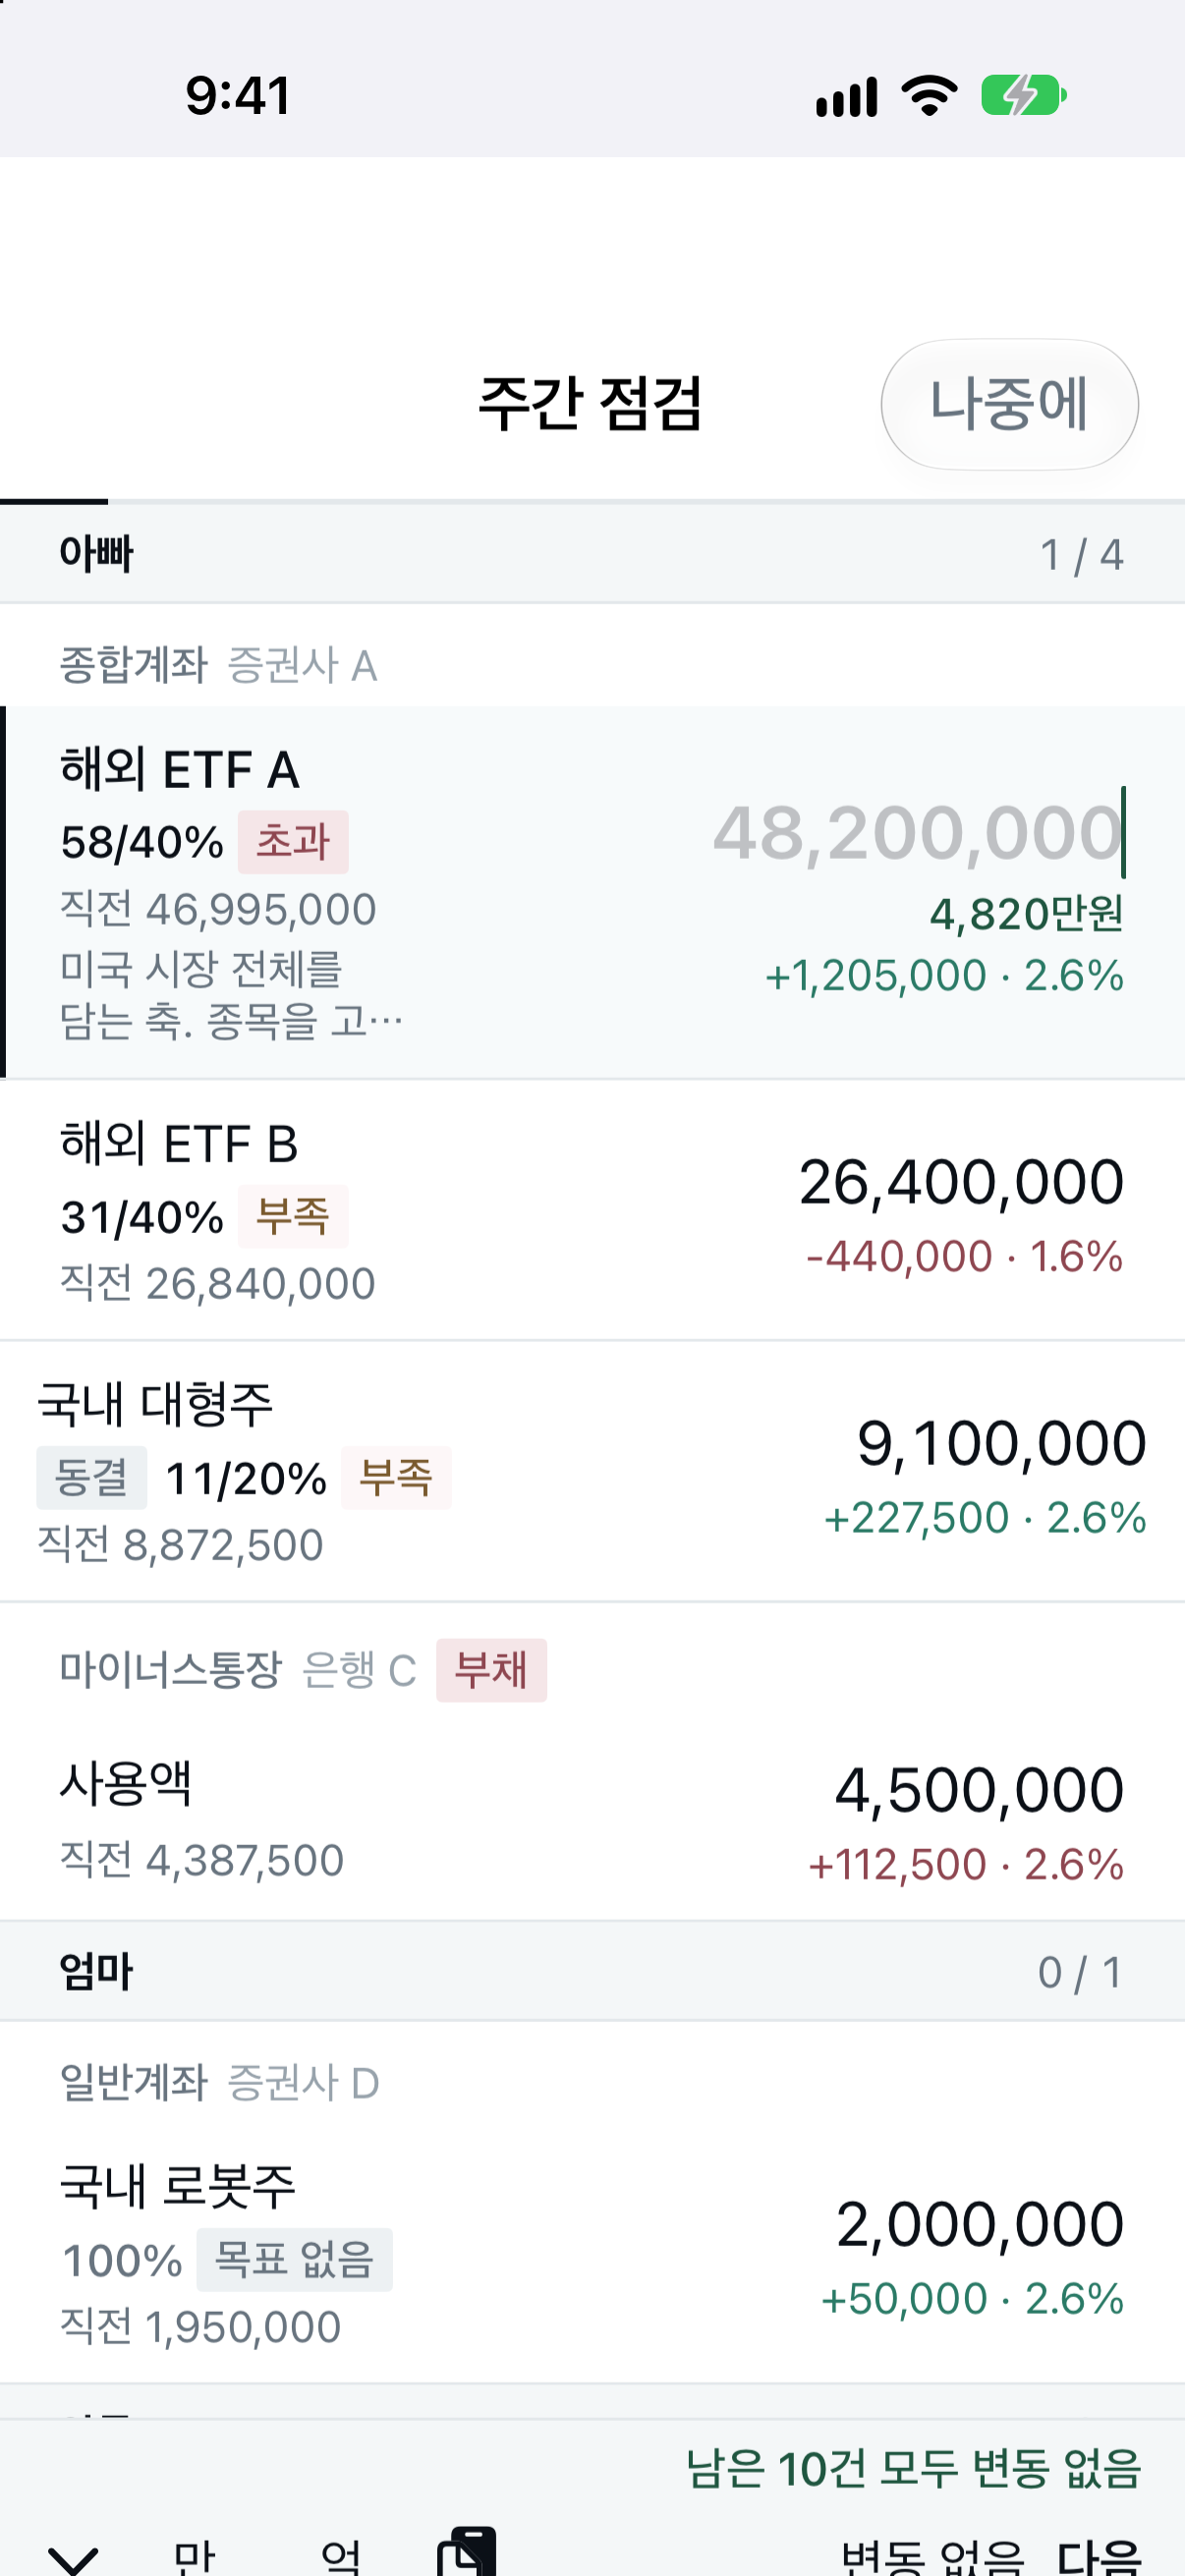 9:41
주간 점검
나중에
아빠
1 / 4
종합계좌 증권사 A
해외 ETF A
58/40% 초과
직전 46,995,000
미국 시장 전체를
담는 축. 종목을 고…
48,200,000
4,820만원
+1,205,000 · 2.6%
해외 ETF B
31/40% 부족
직전 26,840,000
26,400,000
-440,000 · 1.6%
국내 대형주
동결 11/20% 부족
직전 8,872,500
9,100,000
+227,500 · 2.6%
마이너스통장 은행 C 부채
사용액
직전 4,387,500
4,500,000
+112,500 · 2.6%
엄마
0 / 1
일반계좌 증권사 D
국내 로봇주
100% 목표 없음
직전 1,950,000
2,000,000
+50,000 · 2.6%
남은 10건 모두 변동 없음
만 억 변동 없음 다음